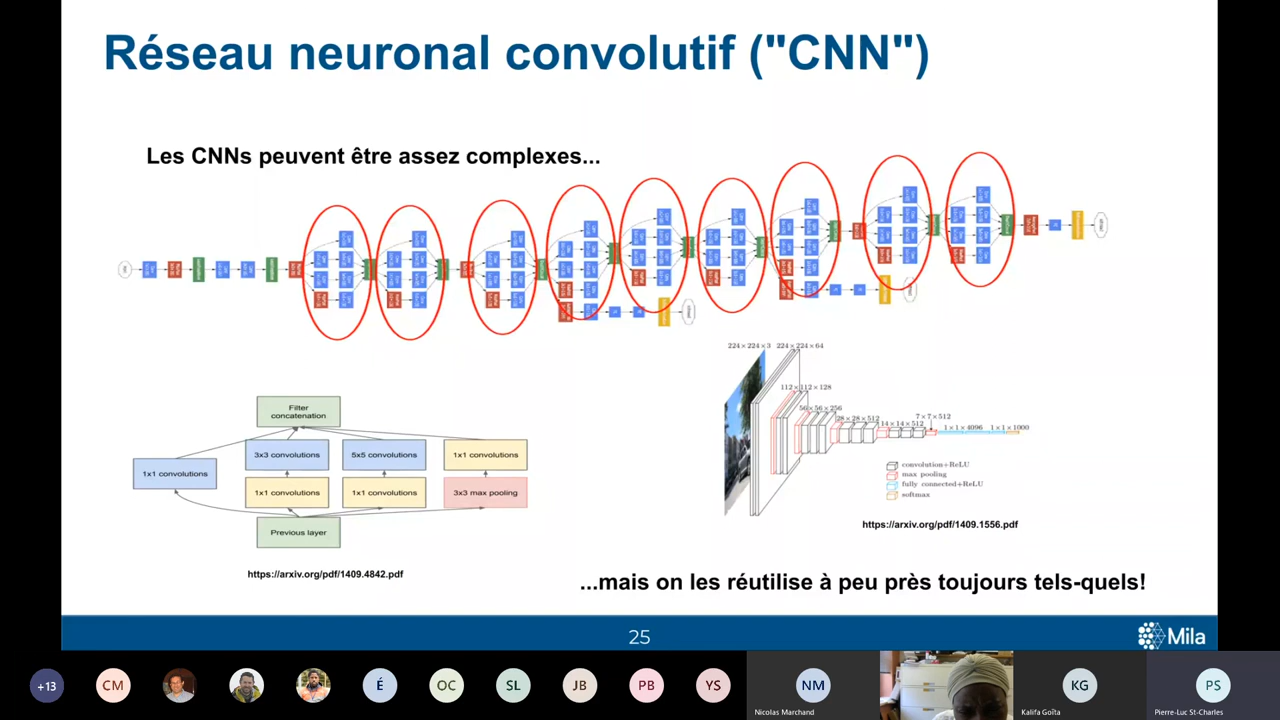 Réseau neuronal convolutif ("CNN")
Les CNNs peuvent être assez complexes...
Filter
concatenation
1x1 convolutions
3x3 convolutions
5x5 convolutions
1x1 convolutions
1x1 convolutions
1x1 convolutions
3x3 max pooling
Previous layer
https://arxiv.org/pdf/1409.4842.pdf
224×224×3
224×224×64
112×112×128
56×56×256
28×28×512
14×14×512
7×7×512
1×1×4096
1×1×1000
convolution+ReLU
max pooling
fully connected+ReLU
softmax
https://arxiv.org/pdf/1409.1556.pdf
...mais on les réutilise à peu près toujours tels-quels!
25
Mila
+13
CM
É
OC
SL
JB
PB
YS
NM
KG
PS
Nicolas Marchand
Kalifa Goïta
Pierre-Luc St-Charles